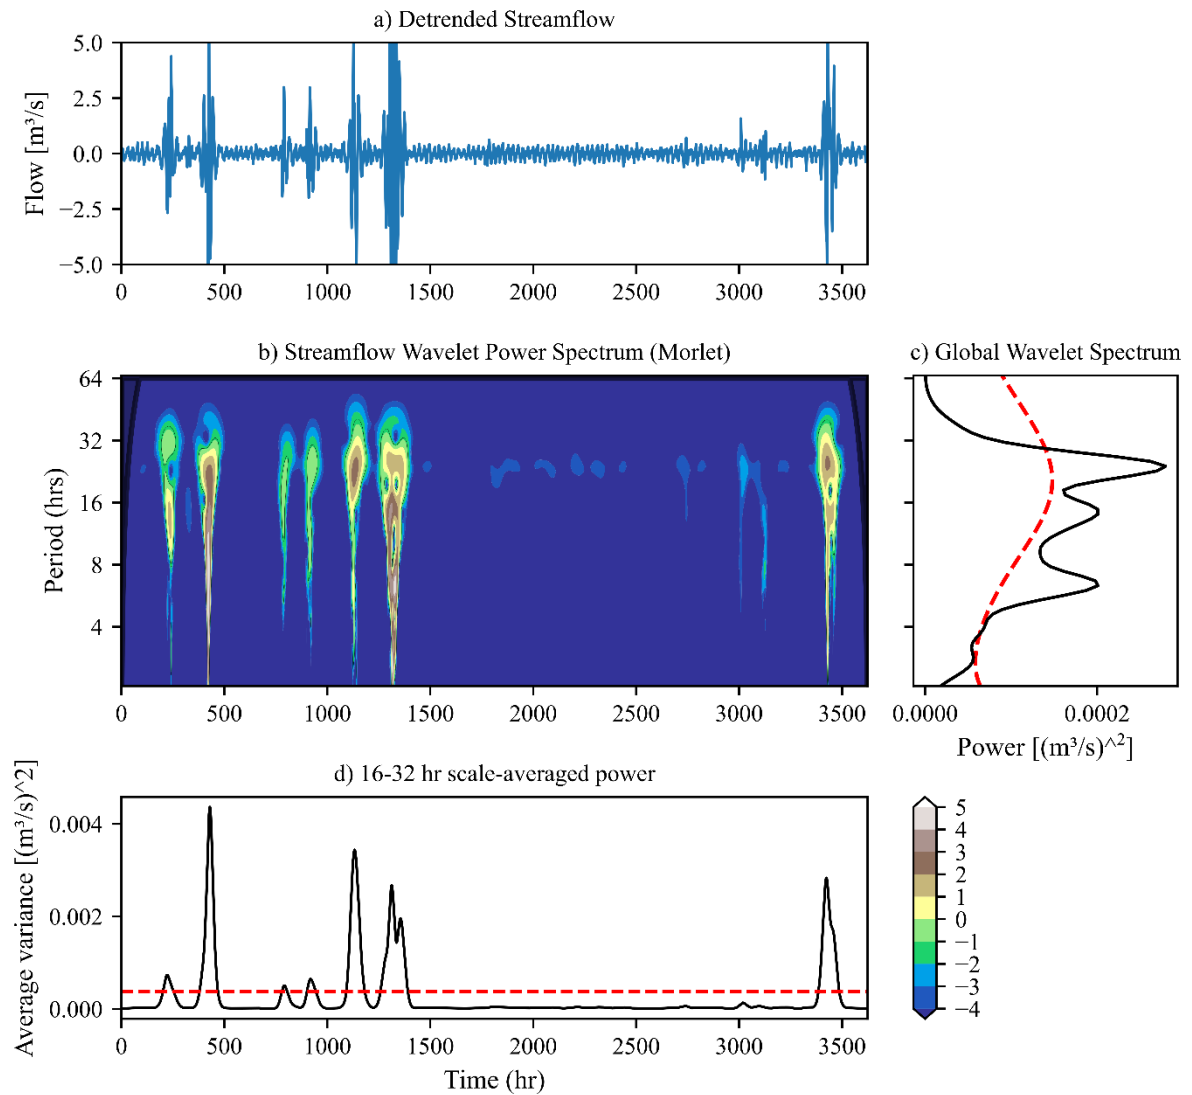 a) Detrended Streamflow
Flow [m³/s]
5.0
2.5
0.0
−2.5
−5.0
0 500 1000 1500 2000 2500 3000 3500
b) Streamflow Wavelet Power Spectrum (Morlet)
Period (hrs)
64
32
16
8
4
0 500 1000 1500 2000 2500 3000 3500
c) Global Wavelet Spectrum
0.0000 0.0002
Power [(m³/s)^2]
d) 16-32 hr scale-averaged power
Average variance [(m³/s)^2]
0.004
0.002
0.000
0 500 1000 1500 2000 2500 3000 3500
Time (hr)
5
4
3
2
1
0
−1
−2
−3
−4